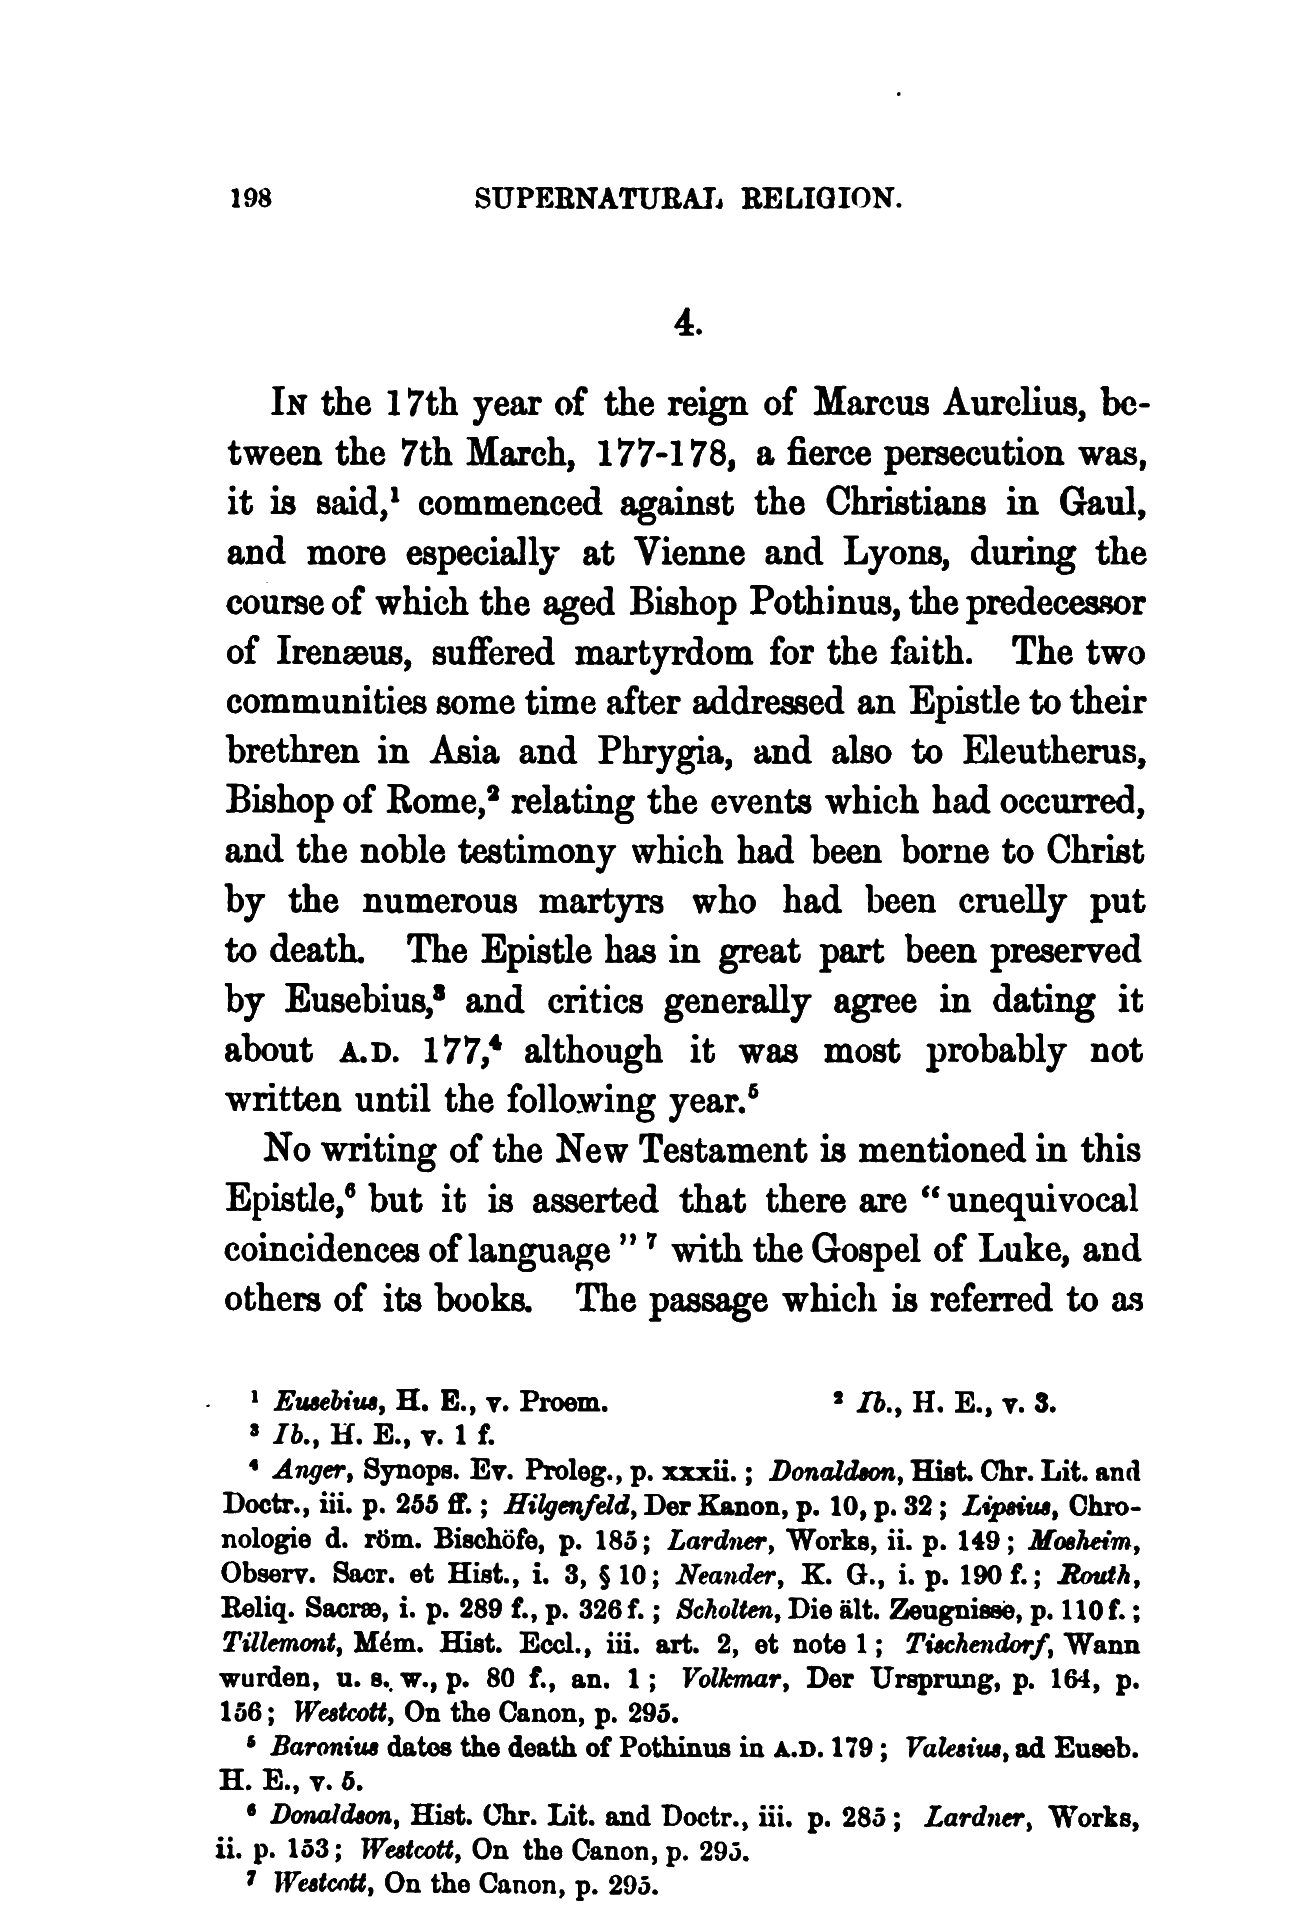 198 SUPERNATURAL RELIGION.
4.
In the 17th year of the reign of Marcus Aurelius, be-
tween the 7th March, 177-178, a fierce persecution was,
it is said,¹ commenced against the Christians in Gaul,
and more especially at Vienne and Lyons, during the
course of which the aged Bishop Pothinus, the predecessor
of Irenæus, suffered martyrdom for the faith. The two
communities some time after addressed an Epistle to their
brethren in Asia and Phrygia, and also to Eleutherus,
Bishop of Rome,² relating the events which had occurred,
and the noble testimony which had been borne to Christ
by the numerous martyrs who had been cruelly put
to death. The Epistle has in great part been preserved
by Eusebius,³ and critics generally agree in dating it
about A.D. 177,⁴ although it was most probably not
written until the following year.⁵
No writing of the New Testament is mentioned in this
Epistle,⁶ but it is asserted that there are “unequivocal
coincidences of language” ⁷ with the Gospel of Luke, and
others of its books. The passage which is referred to as
¹ Eusebius, H. E., v. Proem. ² Ib., H. E., v. 3.
³ Ib., H. E., v. 1 f.
⁴ Anger, Synops. Ev. Proleg., p. xxxii. ; Donaldson, Hist. Chr. Lit. and
Doctr., iii. p. 255 ff. ; Hilgenfeld, Der Kanon, p. 10, p. 32 ; Lipsius, Chro-
nologie d. röm. Bischöfe, p. 185 ; Lardner, Works, ii. p. 149 ; Mosheim,
Observ. Sacr. et Hist., i. 3, § 10 ; Neander, K. G., i. p. 190 f. ; Routh,
Reliq. Sacræ, i. p. 289 f., p. 326 f. ; Scholten, Die ält. Zeugnisse, p. 110 f. ;
Tillemont, Mém. Hist. Eccl., iii. art. 2, et note 1 ; Tischendorf, Wann
wurden, u. s. w., p. 80 f., an. 1 ; Volkmar, Der Ursprung, p. 164, p.
156 ; Westcott, On the Canon, p. 295.
⁵ Baronius dates the death of Pothinus in A.D. 179 ; Valesius, ad Euseb.
H. E., v. 5.
⁶ Donaldson, Hist. Chr. Lit. and Doctr., iii. p. 285 ; Lardner, Works,
ii. p. 153 ; Westcott, On the Canon, p. 295.
⁷ Westcott, On the Canon, p. 295.